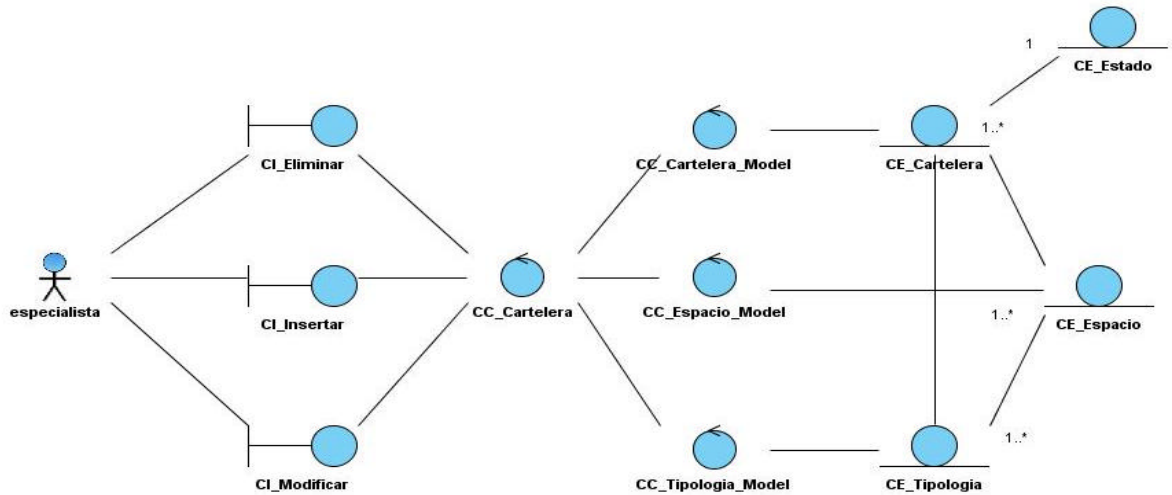 1
CE_Estado
1..*
CI_Eliminar
CC_Cartelera_Model
CE_Cartelera
especialista
CI_Insertar
CC_Cartelera
CC_Espacio_Model
1..*
CE_Espacio
1..*
CI_Modificar
CC_Tipologia_Model
CE_Tipologia